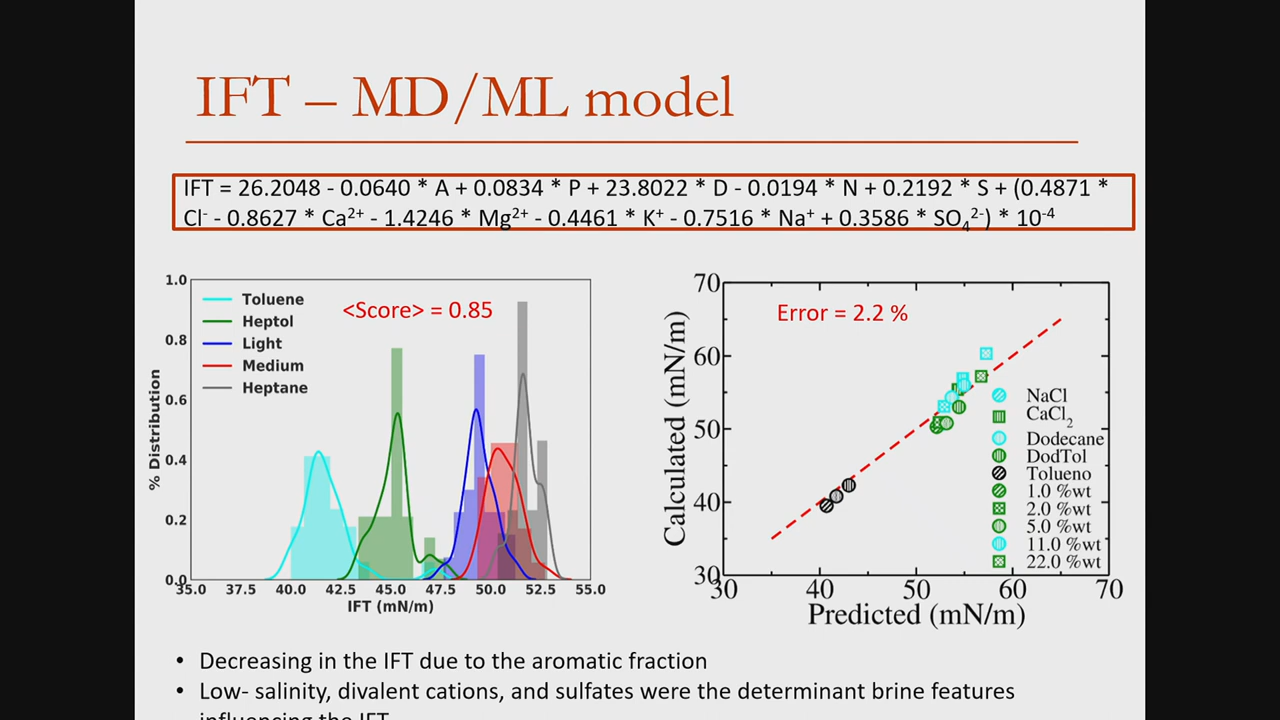 IFT – MD/ML model
IFT = 26.2048 - 0.0640 * A + 0.0834 * P + 23.8022 * D - 0.0194 * N + 0.2192 * S + (0.4871 *
Cl⁻ - 0.8627 * Ca²⁺ - 1.4246 * Mg²⁺ - 0.4461 * K⁺ - 0.7516 * Na⁺ + 0.3586 * SO₄²⁻) * 10⁻⁴
1.0
0.8
0.6
0.4
0.2
0.0
% Distribution
Toluene
Heptol
Light
Medium
Heptane
<Score> = 0.85
35.0 37.5 40.0 42.5 45.0 47.5 50.0 52.5 55.0
IFT (mN/m)
70
60
50
40
30
Calculated (mN/m)
Error = 2.2 %
NaCl
CaCl₂
Dodecane
DodTol
Tolueno
1.0 %wt
2.0 %wt
5.0 %wt
11.0 %wt
22.0 %wt
30 40 50 60 70
Predicted (mN/m)
• Decreasing in the IFT due to the aromatic fraction
• Low- salinity, divalent cations, and sulfates were the determinant brine features
influencing the IFT